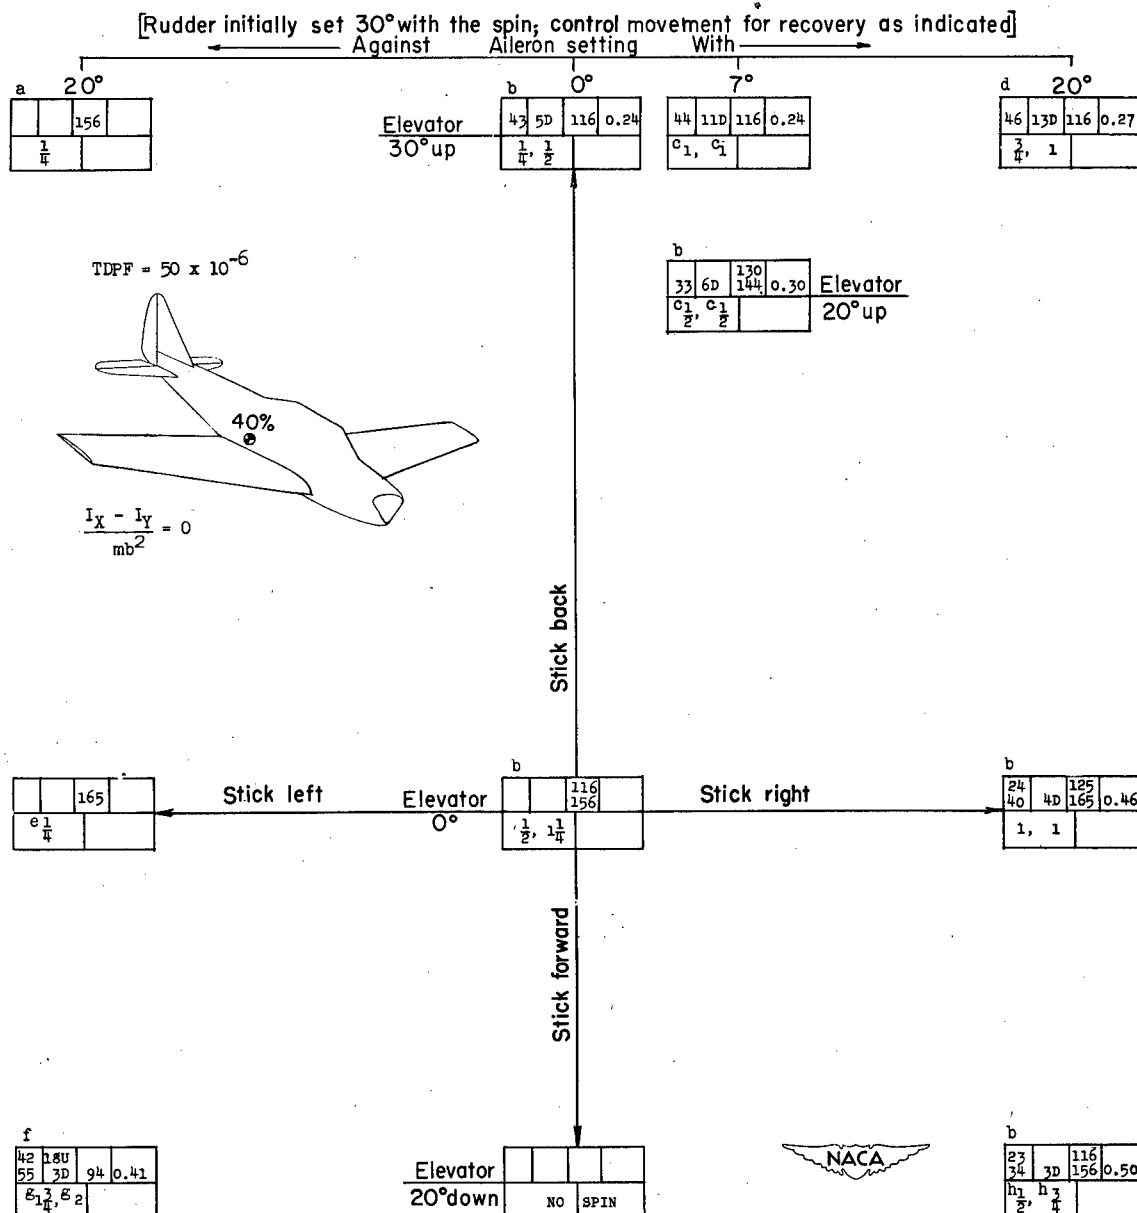 [Rudder initially set 30° with the spin; control movement for recovery as indicated]
Against Aileron setting With
20° 0° 7° 20°
a
156
1/4
Elevator
30° up
b
43 5D 116 0.24
1/4, 1/2
44 11D 116 0.24
c1, c1
d
46 13D 116 0.27
3/4, 1
b
33 6D 130 144 0.30
c1/2, c1/2
Elevator
20° up
TDPF = 50 x 10-6
40%
IX - IY
mb2
= 0
Stick back
165
e1/4
Stick left
Elevator
0°
b
116
156
1/2, 1 1/4
Stick right
b
24 125
40 4D 165 0.46
1, 1
Stick forward
f
42 18U
55 3D 94 0.41
g1 3/4, g2
Elevator
20° down
NO SPIN
NACA
b
23 116
34 3D 156 0.50
h1/2, h3/4